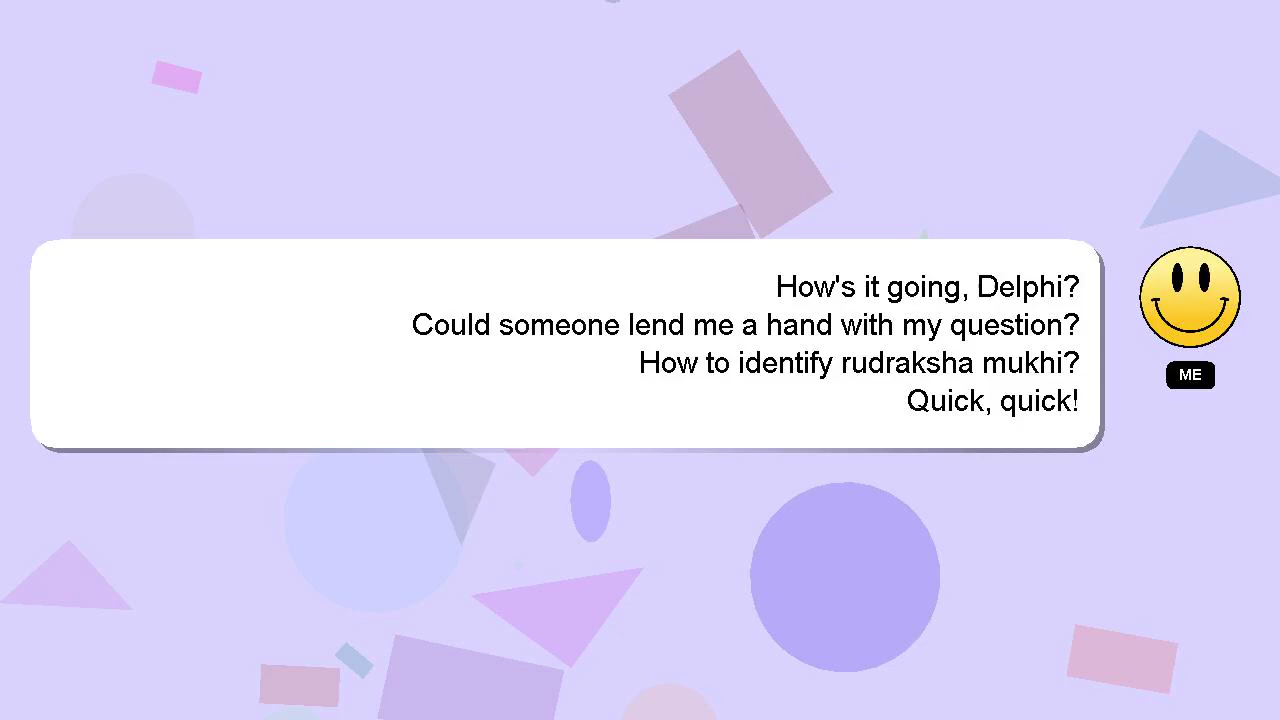 How's it going, Delphi?
Could someone lend me a hand with my question?
How to identify rudraksha mukhi?
Quick, quick!
ME